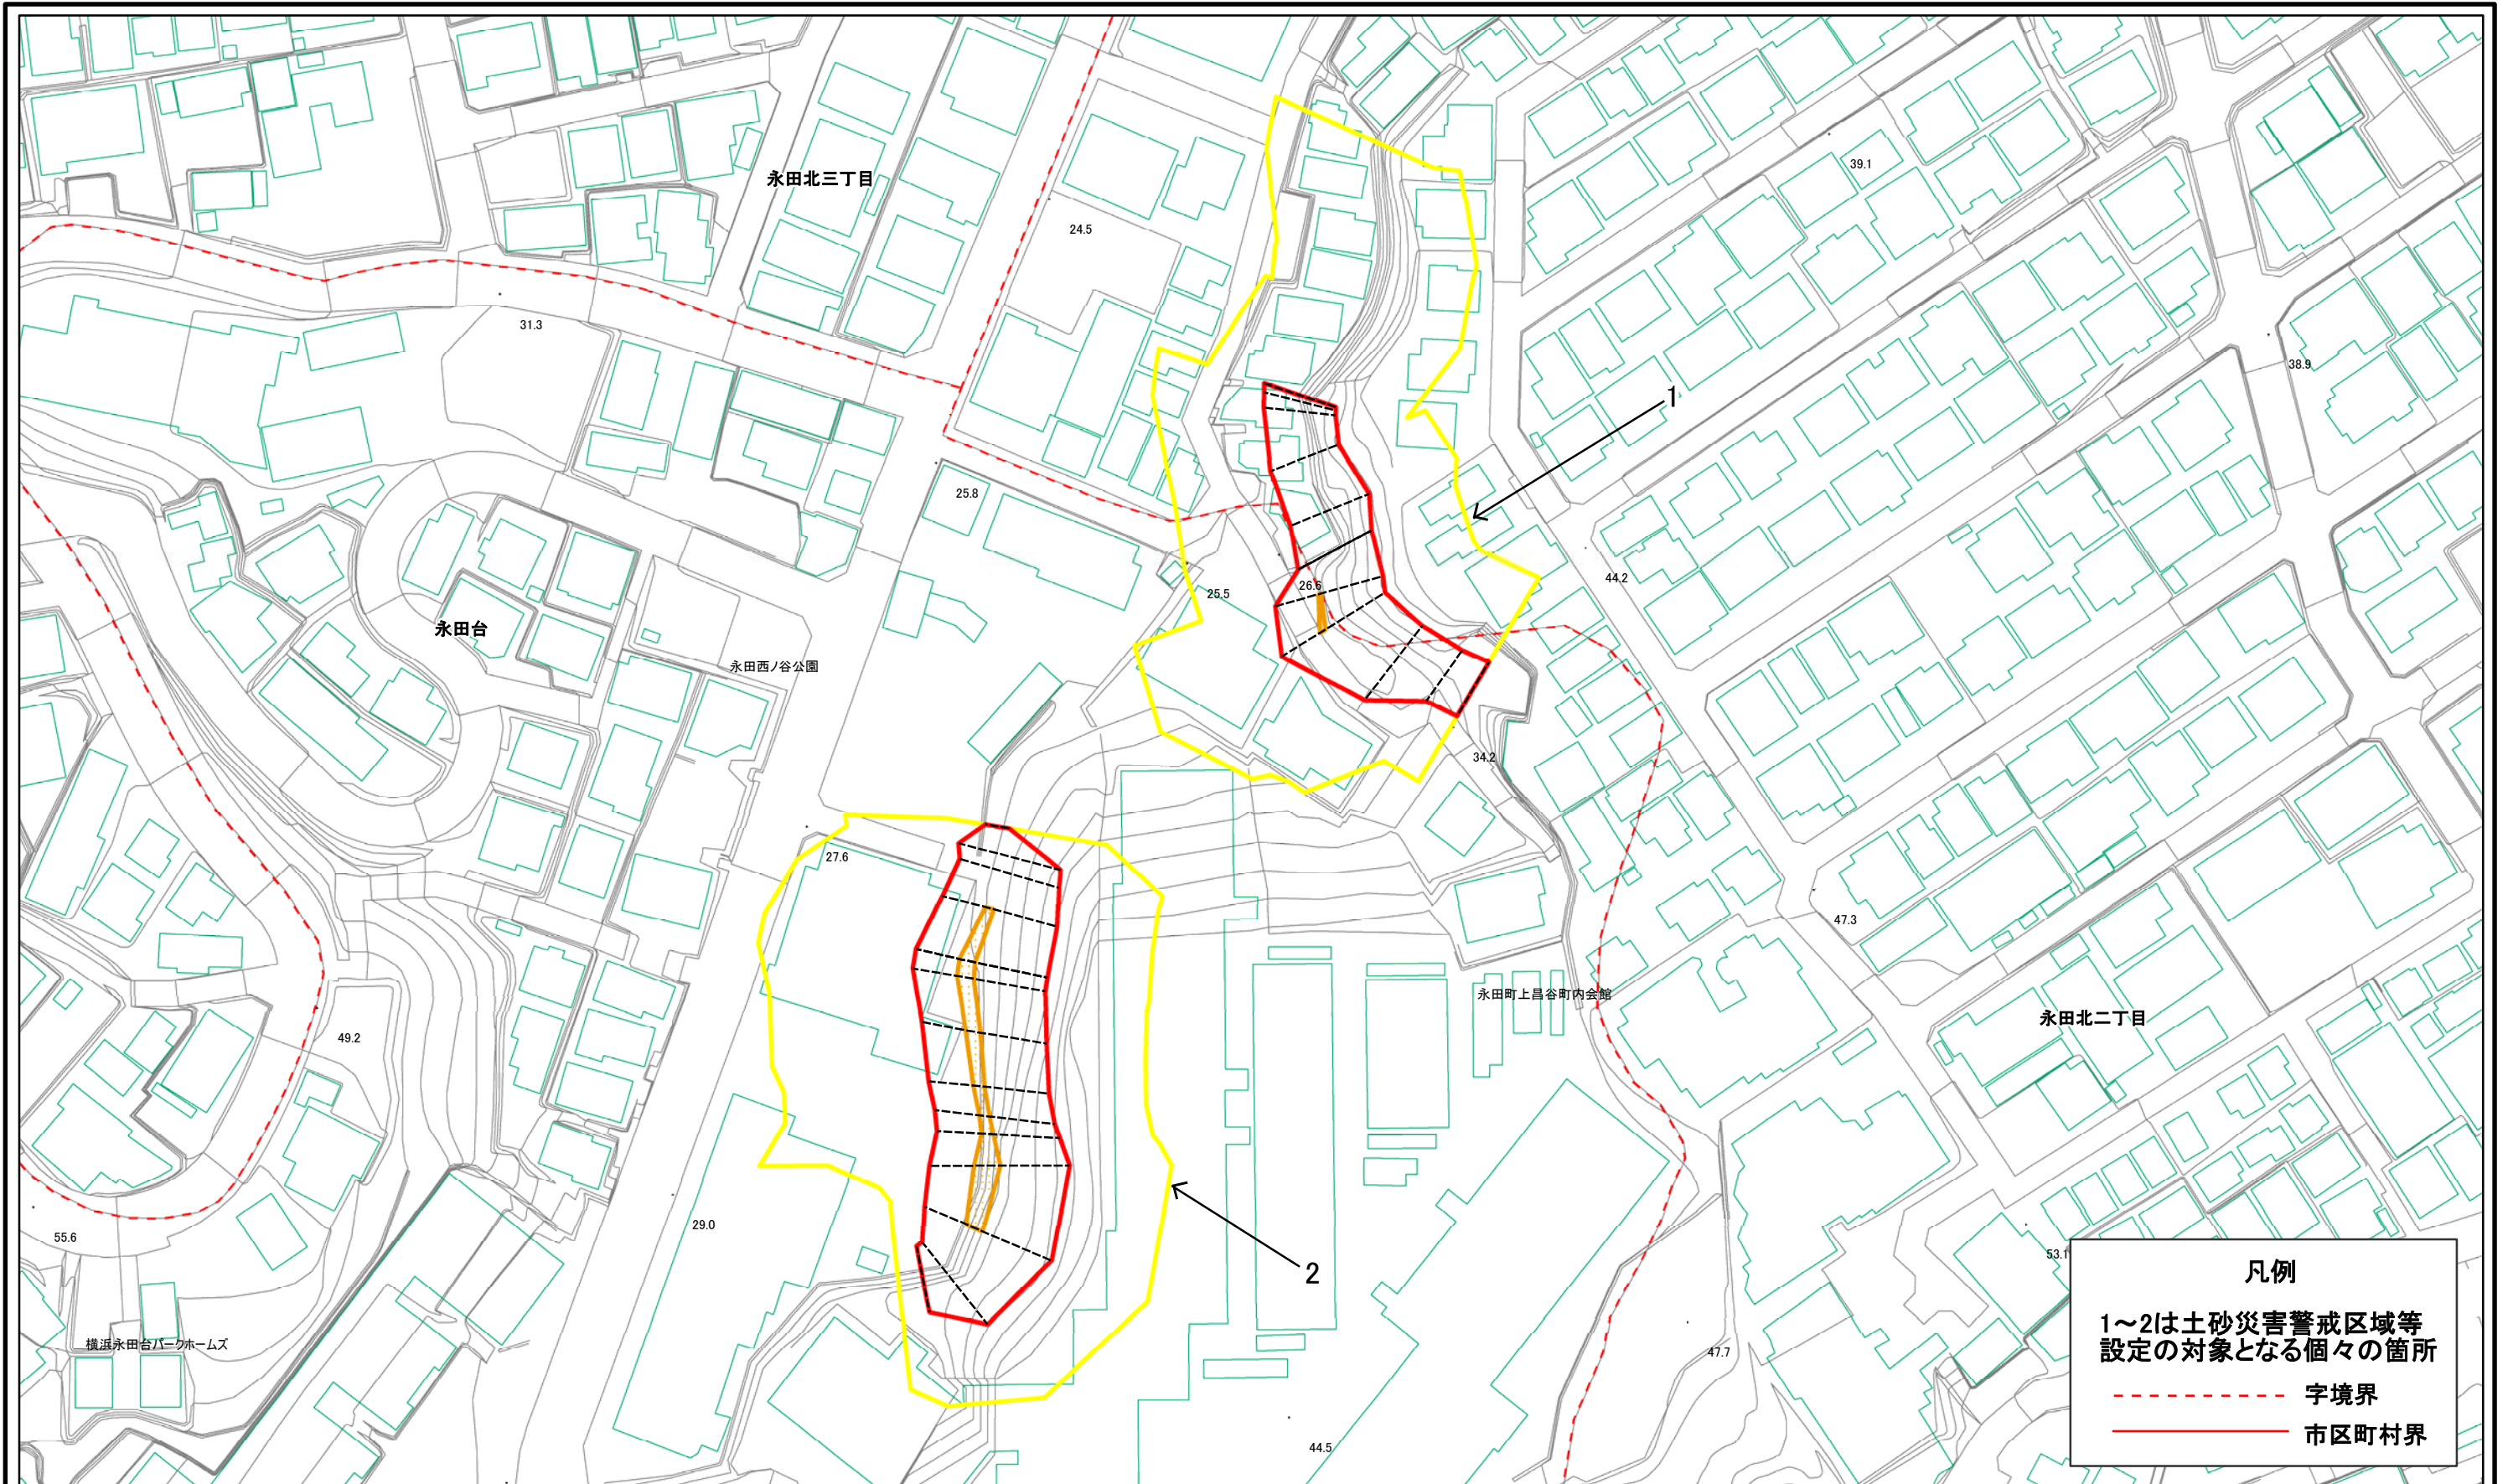 永田北三丁目
39.1
24.5
31.3
38.9
1
25.8
44.2
26.6
25.5
永田台
永田西ノ谷公園
34.2
27.6
47.3
永田町上昌谷町内会館
永田北二丁目
49.2
29.0
55.6
53.1
2
横浜永田台パークホームズ
47.7
44.5
凡例
1～2は土砂災害警戒区域等
設定の対象となる個々の箇所
字境界
市区町村界